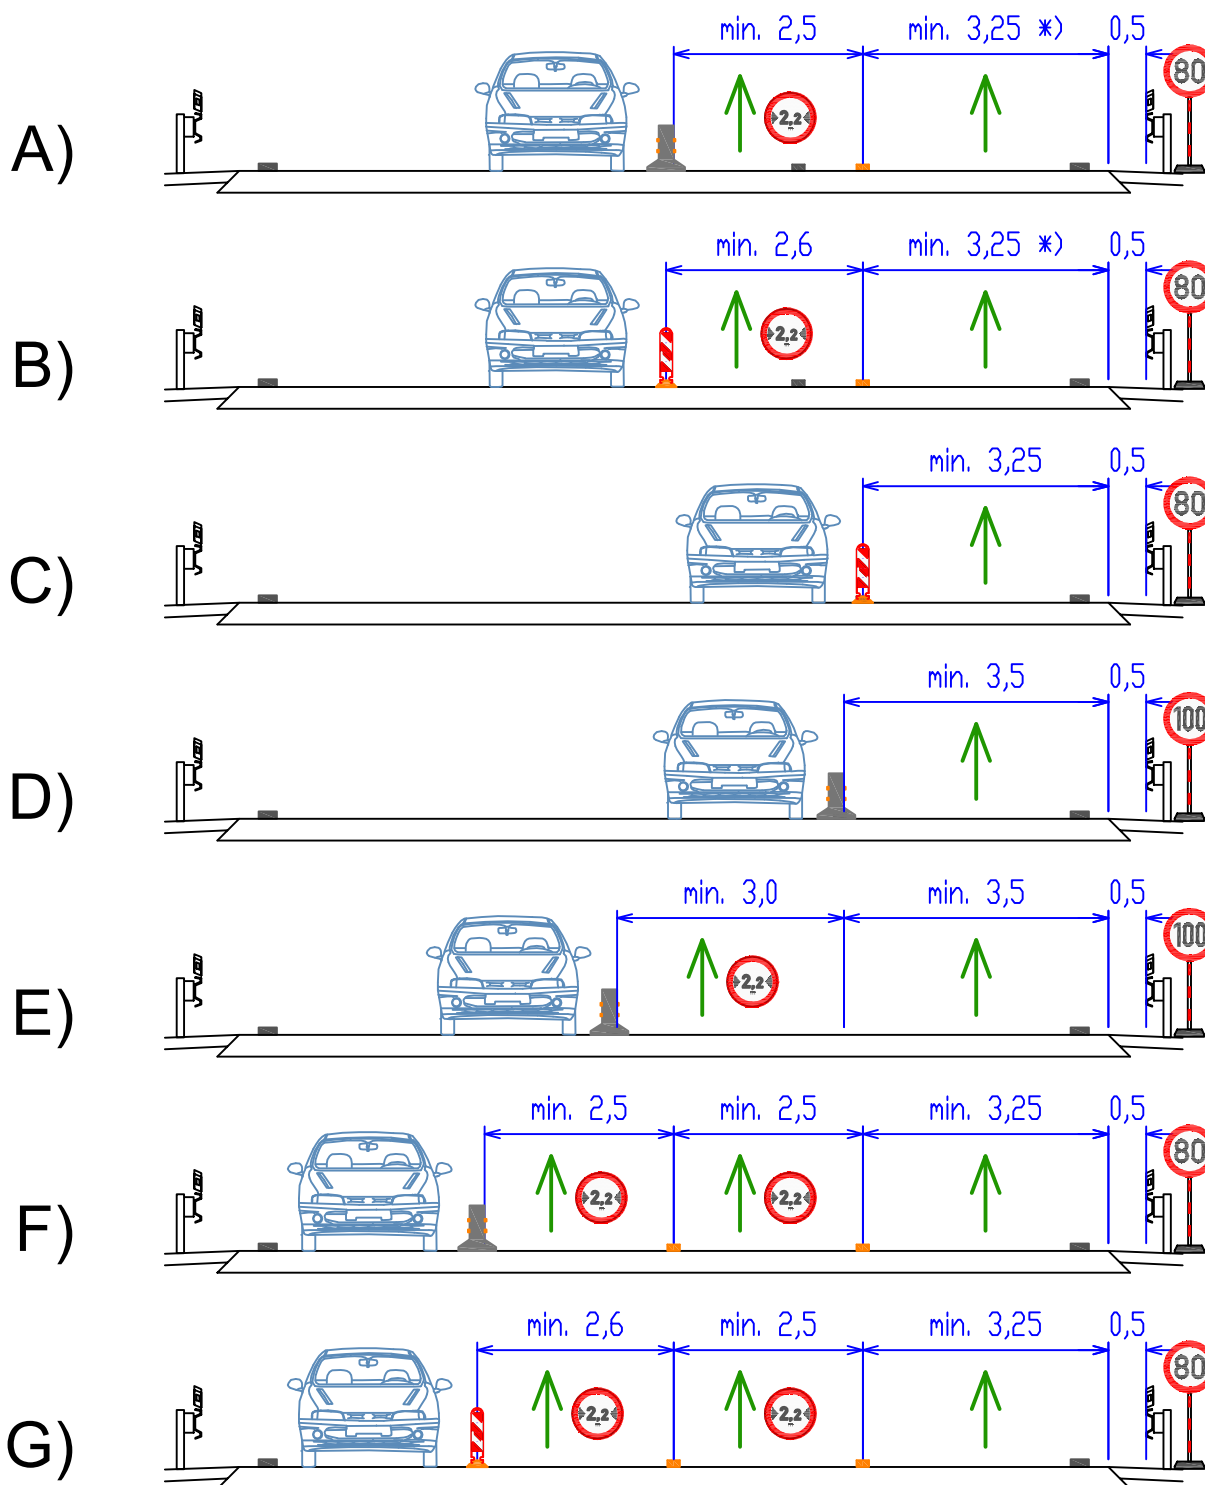 min. 2,5 min. 3,25 *) 0,5
80
A) 2,2
min. 2,6 min. 3,25 *) 0,5
80
B) 2,2
min. 3,25 0,5
80
C)
min. 3,5 0,5
100
D)
min. 3,0 min. 3,5 0,5
100
E) 2,2
min. 2,5 min. 2,5 min. 3,25 0,5
80
F) 2,2 2,2
min. 2,6 min. 2,5 min. 3,25 0,5
80
G) 2,2 2,2